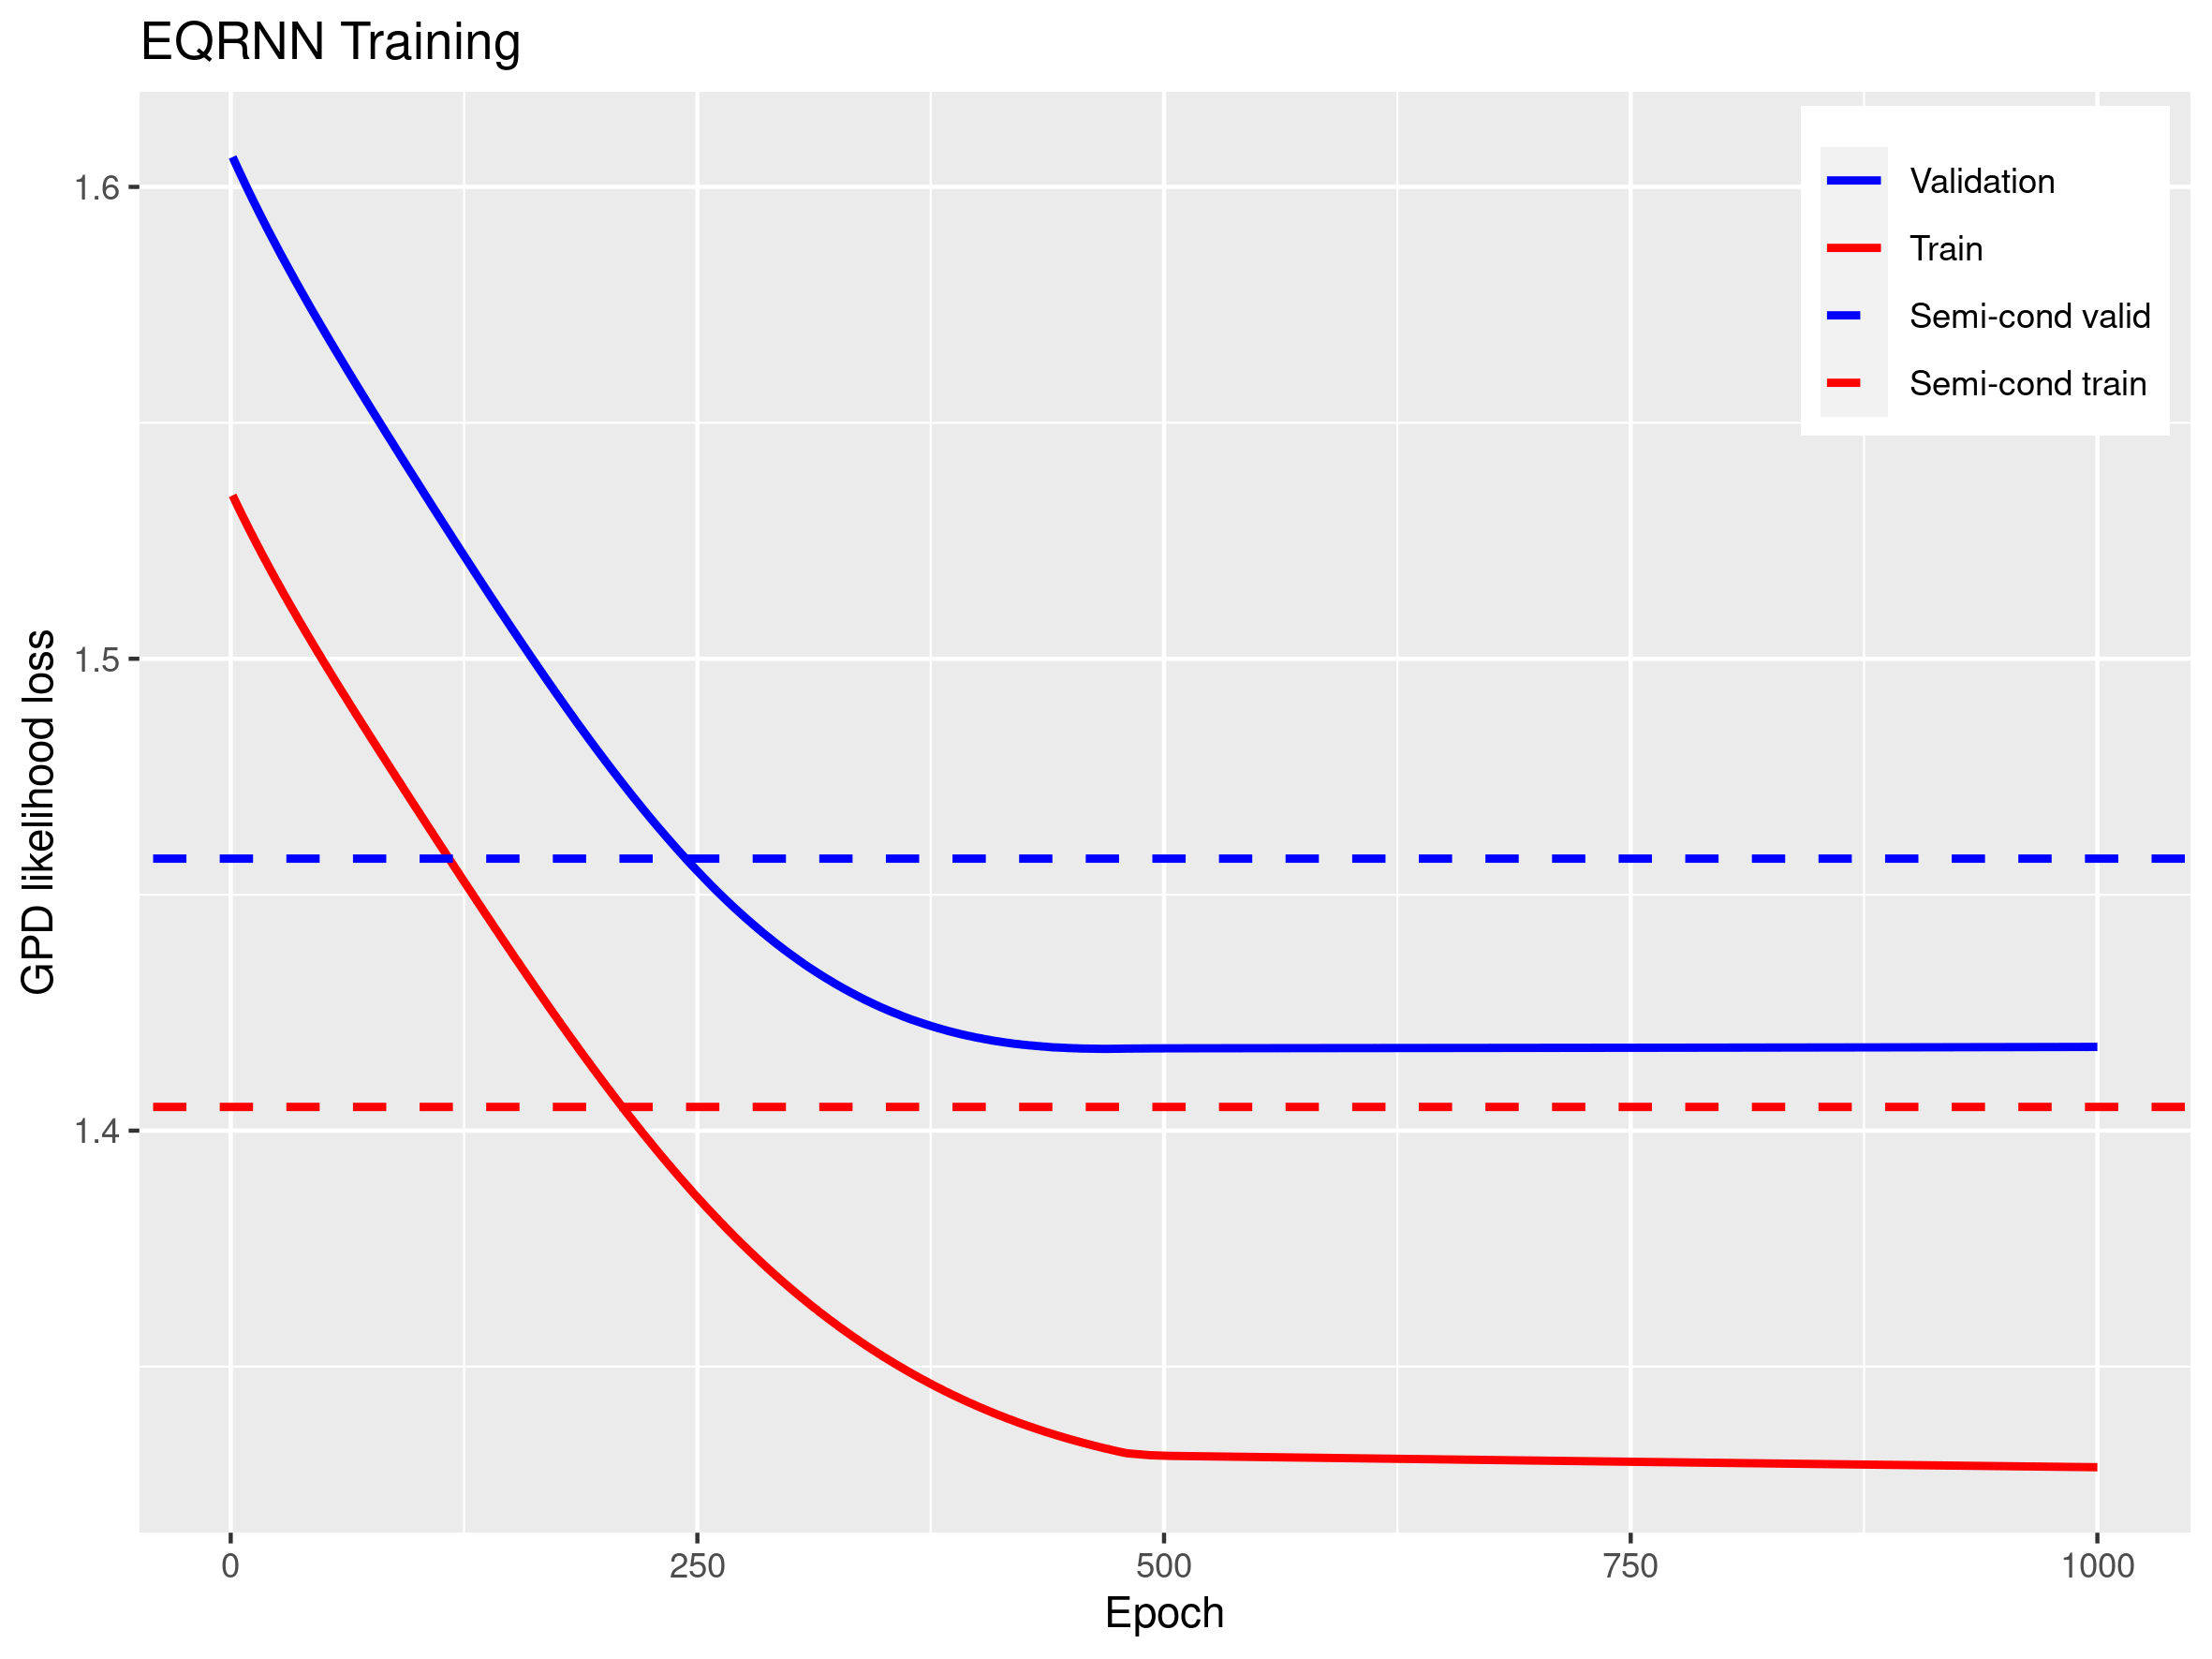 EQRNN Training
GPD likelihood loss
1.6
1.5
1.4
Validation
Train
Semi-cond valid
Semi-cond train
0 250 500 750 1000
Epoch